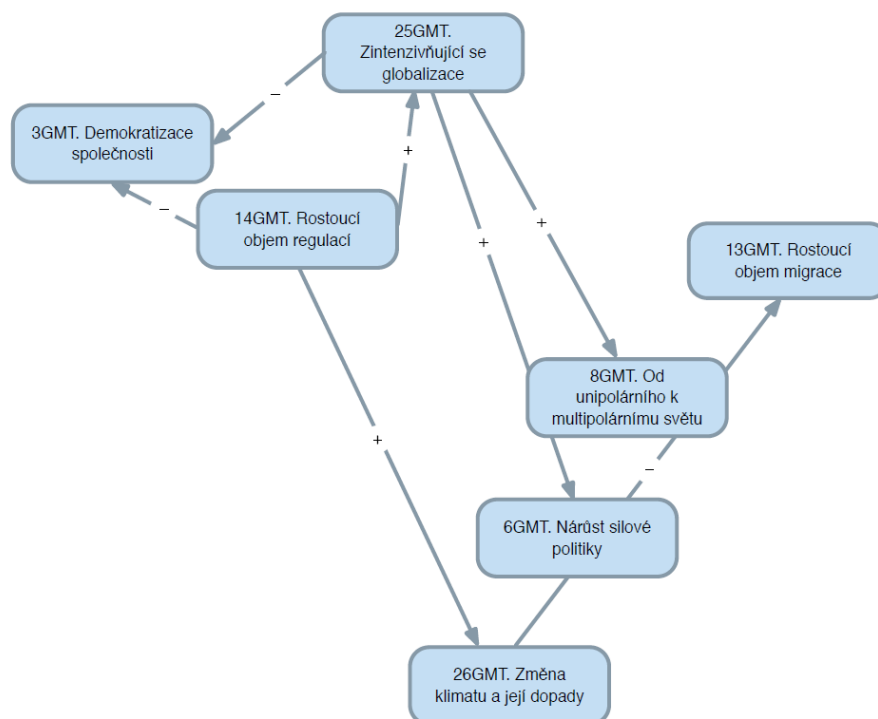 25GMT.
Zintenzivňující se
globalizace
–
3GMT. Demokratizace
společnosti
+
–
14GMT. Rostoucí
objem regulací
+
+
13GMT. Rostoucí
objem migrace
8GMT. Od
unipolárního k
multipolárnímu světu
+
–
6GMT. Nárůst silové
politiky
26GMT. Změna
klimatu a její dopady